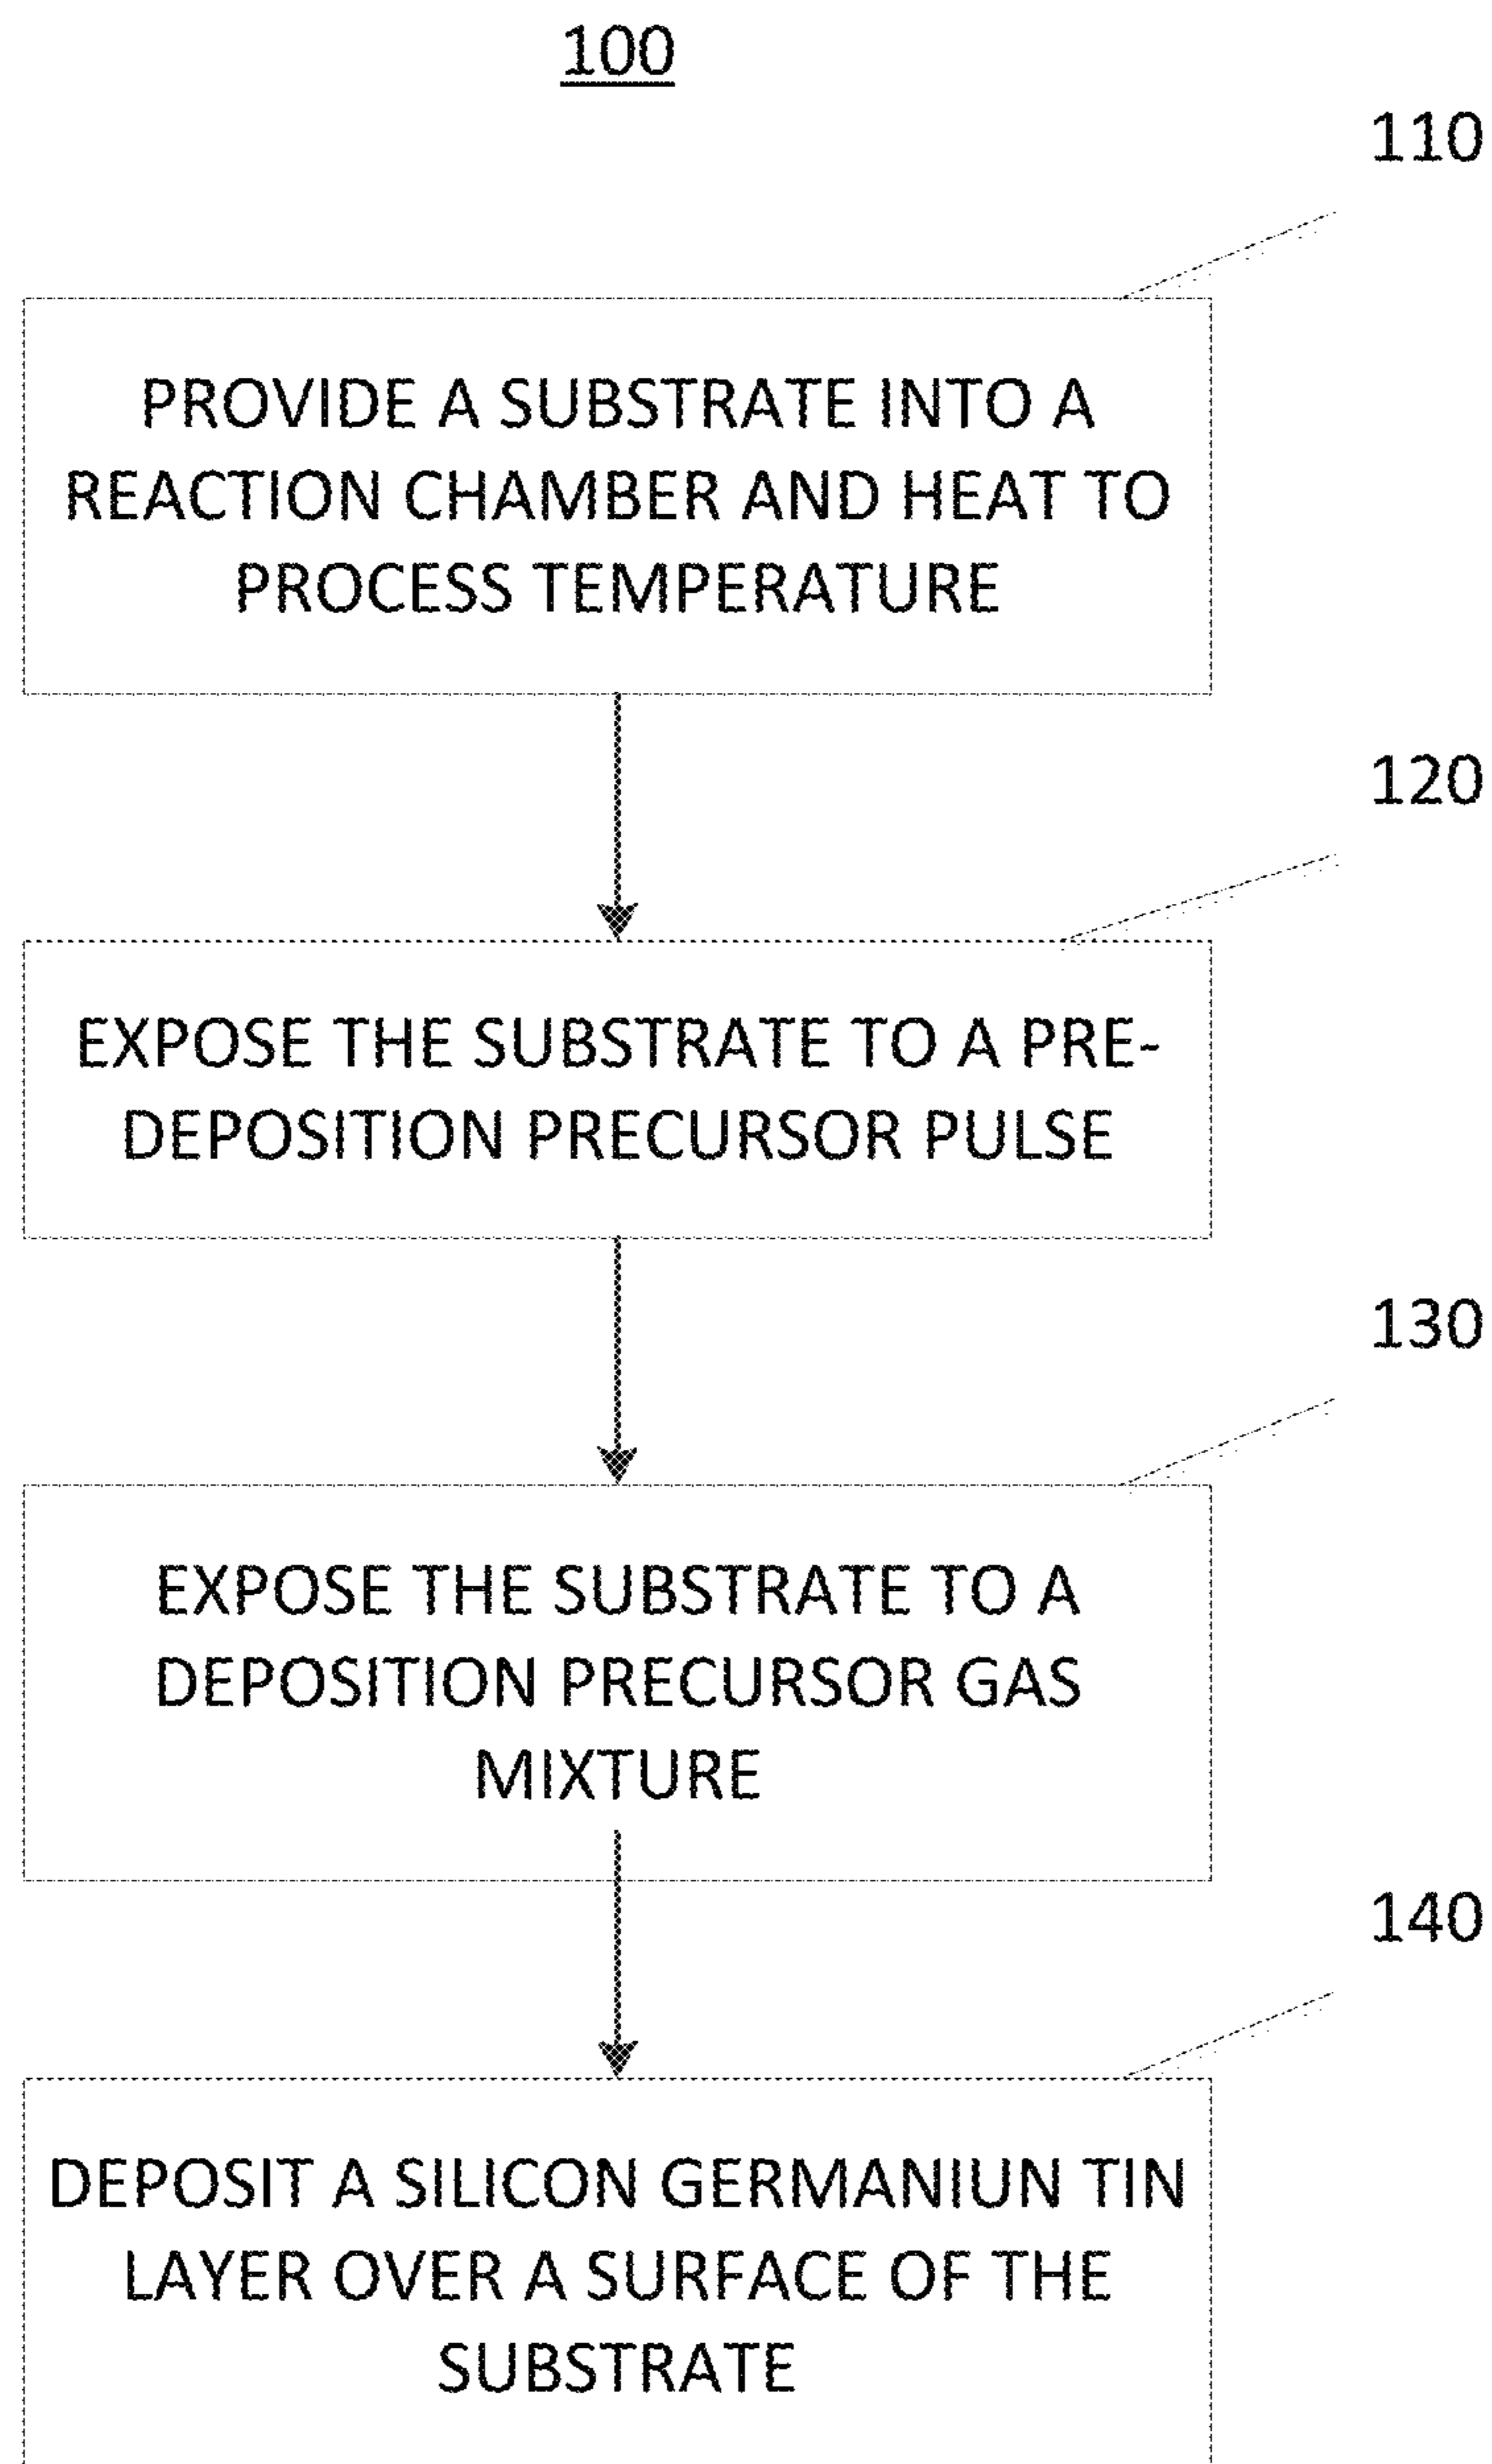 100
110
PROVIDE A SUBSTRATE INTO A
REACTION CHAMBER AND HEAT TO
PROCESS TEMPERATURE
120
EXPOSE THE SUBSTRATE TO A PRE-
DEPOSITION PRECURSOR PULSE
130
EXPOSE THE SUBSTRATE TO A
DEPOSITION PRECURSOR GAS
MIXTURE
140
DEPOSIT A SILICON GERMANIUN TIN
LAYER OVER A SURFACE OF THE
SUBSTRATE